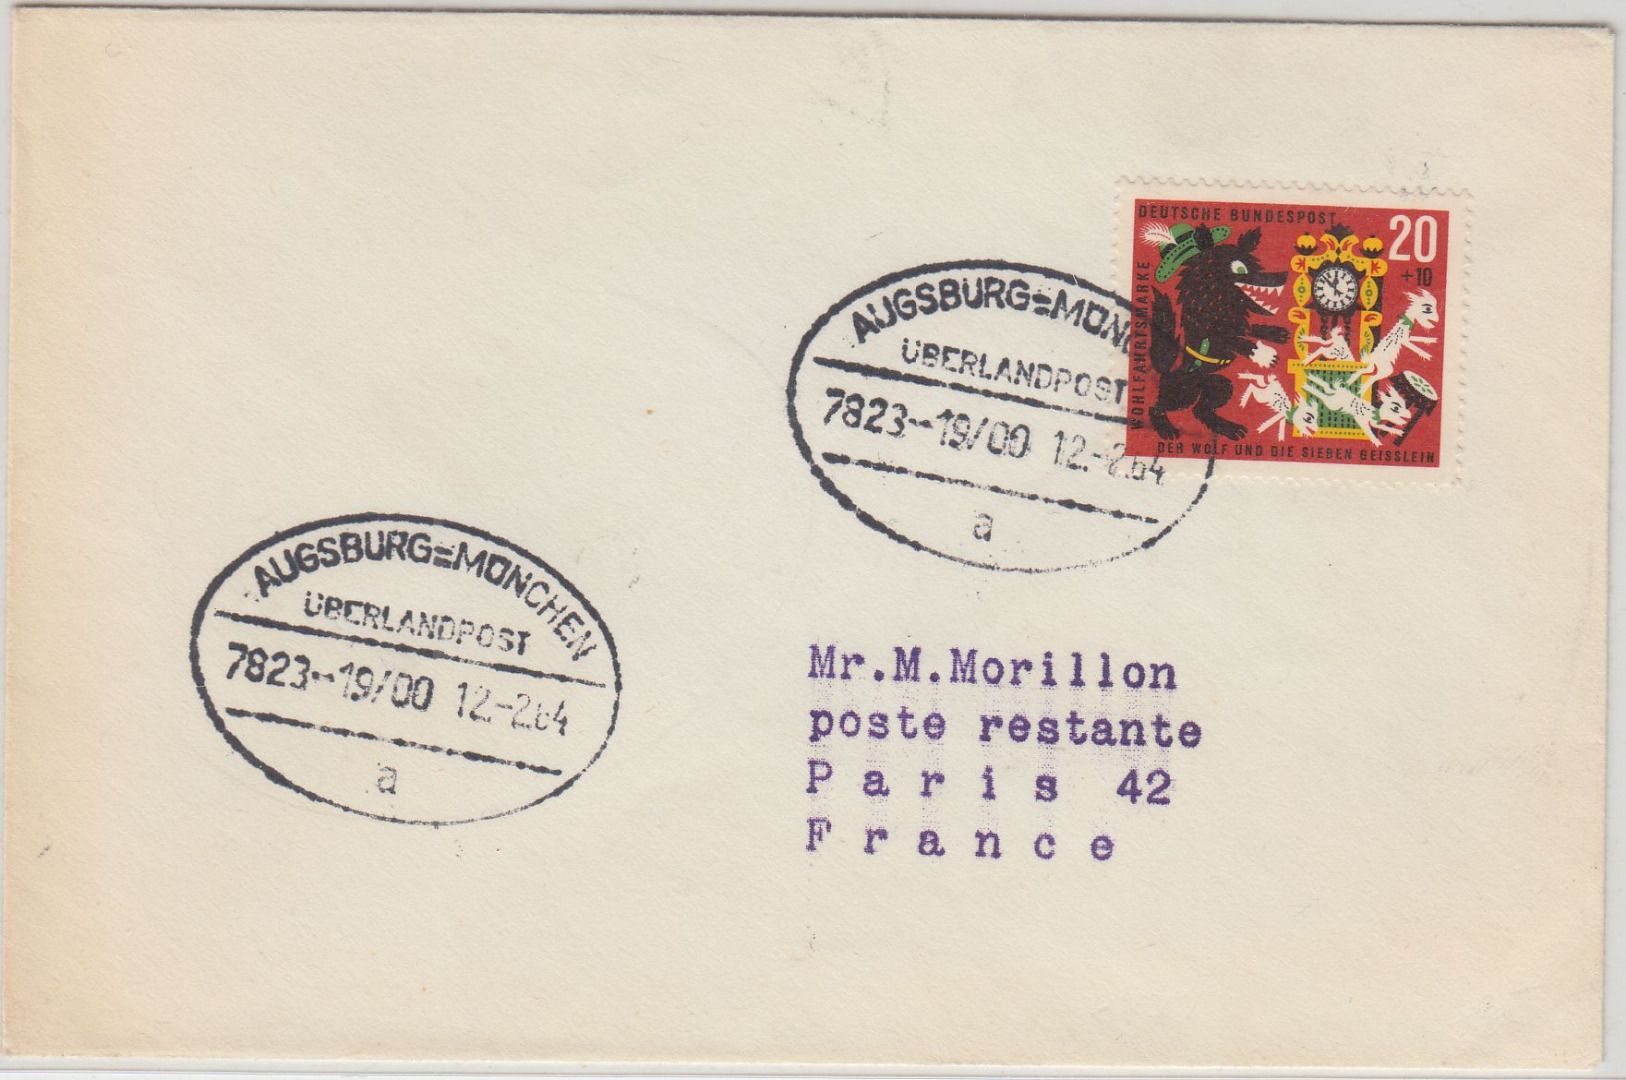 DEUTSCHE BUNDESPOST
20
+10
WOHLFAHRTSMARKE
DER WOLF UND DIE SIEBEN GEISSLEIN
AUGSBURG=MÜNC
ÜBERLANDPOST
7823--19/00 12.-2.64
a
AUGSBURG=MÜNCHEN
ÜBERLANDPOST
7823--19/00 12.-2.64
a
Mr.M.Morillon
poste restante
Paris 42
France